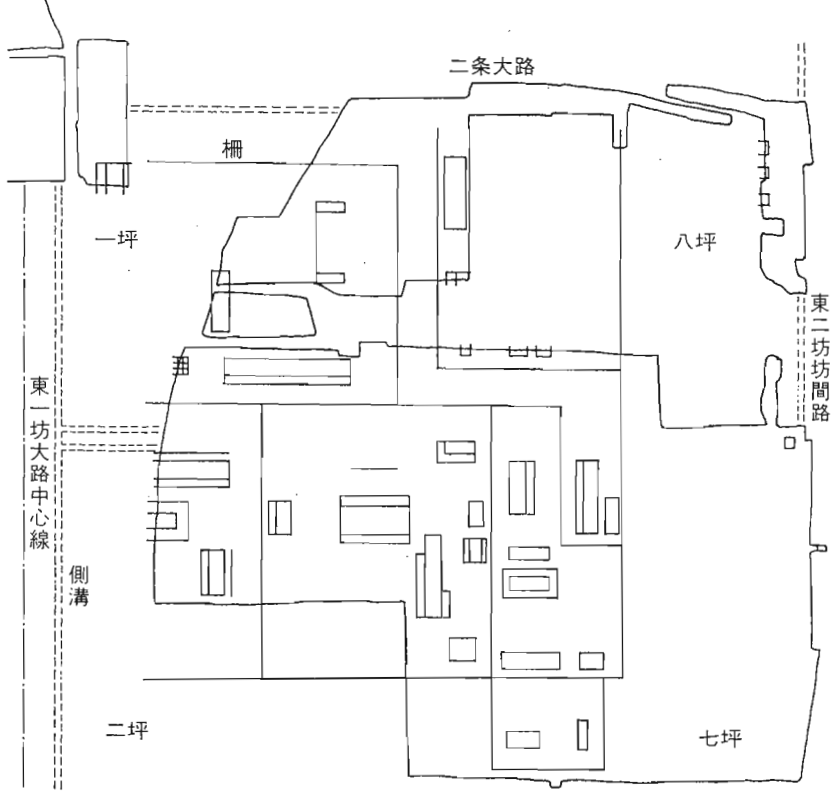 二条大路
柵
一坪
八坪
東二坊坊間路
東一坊大路中心線
側溝
二坪
七坪